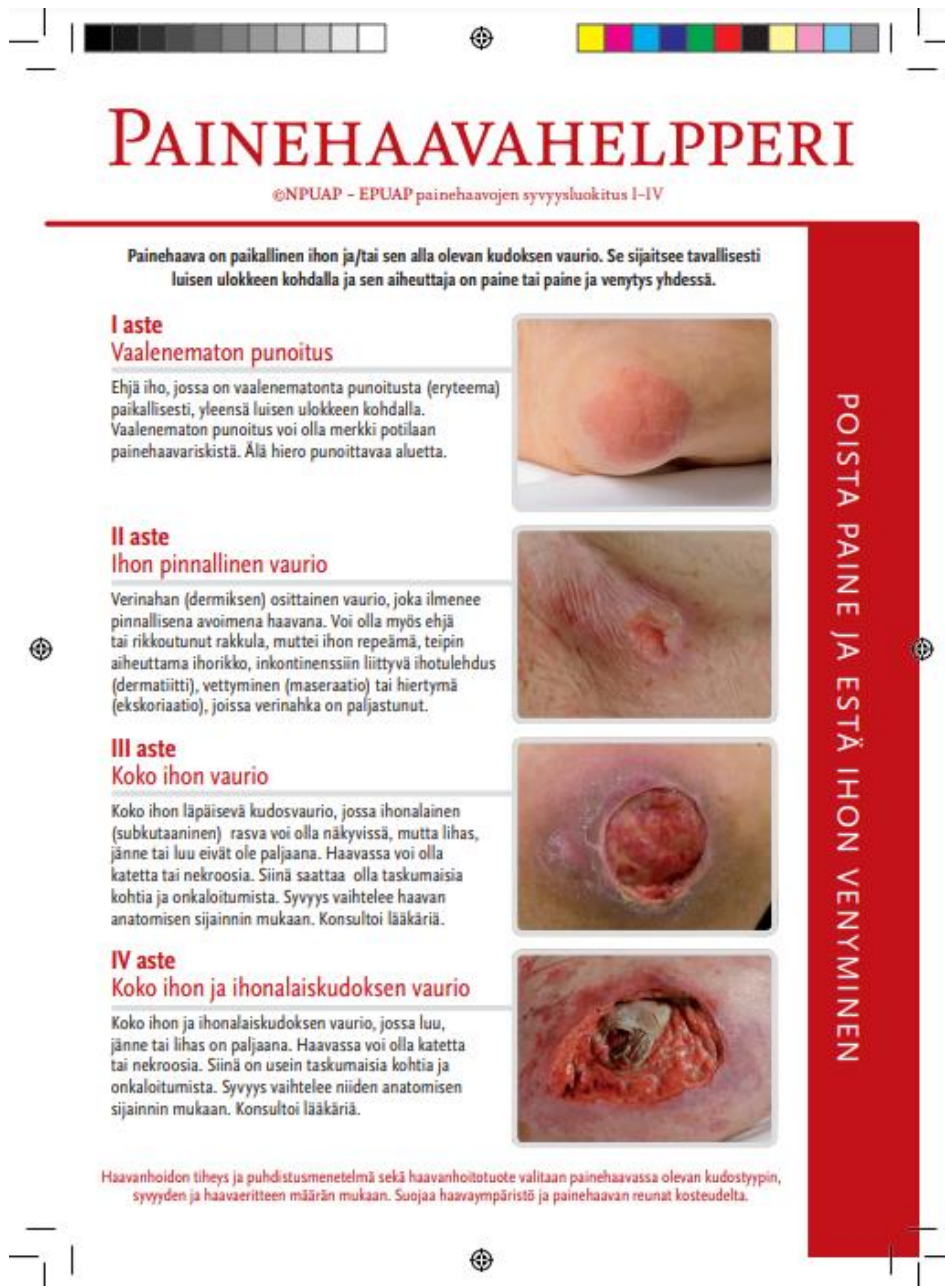 PAINEHAAVAHELPPERI
©NPUAP – EPUAP painehaavojen syvyysluokitus I–IV
Painehaava on paikallinen ihon ja/tai sen alla olevan kudoksen vaurio. Se sijaitsee tavallisesti
luisen ulokkeen kohdalla ja sen aiheuttaja on paine tai paine ja venytys yhdessä.
I aste
Vaalenematon punoitus
Ehjä iho, jossa on vaalenematonta punoitusta (eryteema)
paikallisesti, yleensä luisen ulokkeen kohdalla.
Vaalenematon punoitus voi olla merkki potilaan
painehaavariskistä. Älä hiero punoittavaa aluetta.
II aste
Ihon pinnallinen vaurio
Verinahan (dermiksen) osittainen vaurio, joka ilmenee
pinnallisena avoimena haavana. Voi olla myös ehjä
tai rikkoutunut rakkula, muttei ihon repeämä, teipin
aiheuttama ihorikko, inkontinenssiin liittyvä ihotulehdus
(dermatiitti), vettyminen (maseraatio) tai hiertymä
(ekskoriaatio), joissa verinahka on paljastunut.
III aste
Koko ihon vaurio
Koko ihon läpäisevä kudosvaurio, jossa ihonalainen
(subkutaaninen) rasva voi olla näkyvissä, mutta lihas,
jänne tai luu eivät ole paljaana. Haavassa voi olla
katetta tai nekroosia. Siinä saattaa olla taskumaisia
kohtia ja onkaloitumista. Syvyys vaihtelee haavan
anatomisen sijainnin mukaan. Konsultoi lääkäriä.
IV aste
Koko ihon ja ihonalaiskudoksen vaurio
Koko ihon ja ihonalaiskudoksen vaurio, jossa luu,
jänne tai lihas on paljaana. Haavassa voi olla katetta
tai nekroosia. Siinä on usein taskumaisia kohtia ja
onkaloitumista. Syvyys vaihtelee niiden anatomisen
sijainnin mukaan. Konsultoi lääkäriä.
Haavanhoidon tiheys ja puhdistusmenetelmä sekä haavanhoitotuote valitaan painehaavassa olevan kudostyypin,
syvyyden ja haavaeritteen määrän mukaan. Suojaa haavaympäristö ja painehaavan reunat kosteudelta.
POISTA PAINE JA ESTÄ IHON VENYMINEN